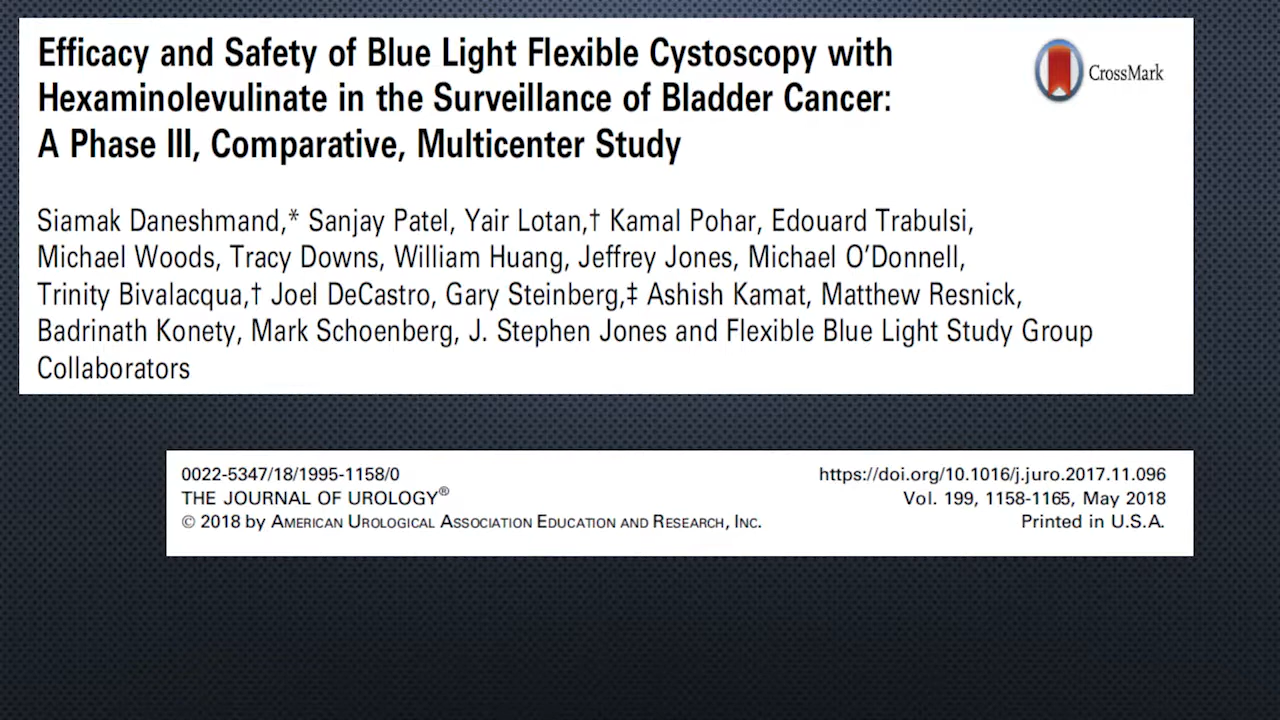 Efficacy and Safety of Blue Light Flexible Cystoscopy with
Hexaminolevulinate in the Surveillance of Bladder Cancer:
A Phase III, Comparative, Multicenter Study
CrossMark
Siamak Daneshmand,* Sanjay Patel, Yair Lotan,† Kamal Pohar, Edouard Trabulsi,
Michael Woods, Tracy Downs, William Huang, Jeffrey Jones, Michael O’Donnell,
Trinity Bivalacqua,† Joel DeCastro, Gary Steinberg,‡ Ashish Kamat, Matthew Resnick,
Badrinath Konety, Mark Schoenberg, J. Stephen Jones and Flexible Blue Light Study Group
Collaborators
0022-5347/18/1995-1158/0
THE JOURNAL OF UROLOGY®
© 2018 by AMERICAN UROLOGICAL ASSOCIATION EDUCATION AND RESEARCH, INC.
https://doi.org/10.1016/j.juro.2017.11.096
Vol. 199, 1158-1165, May 2018
Printed in U.S.A.